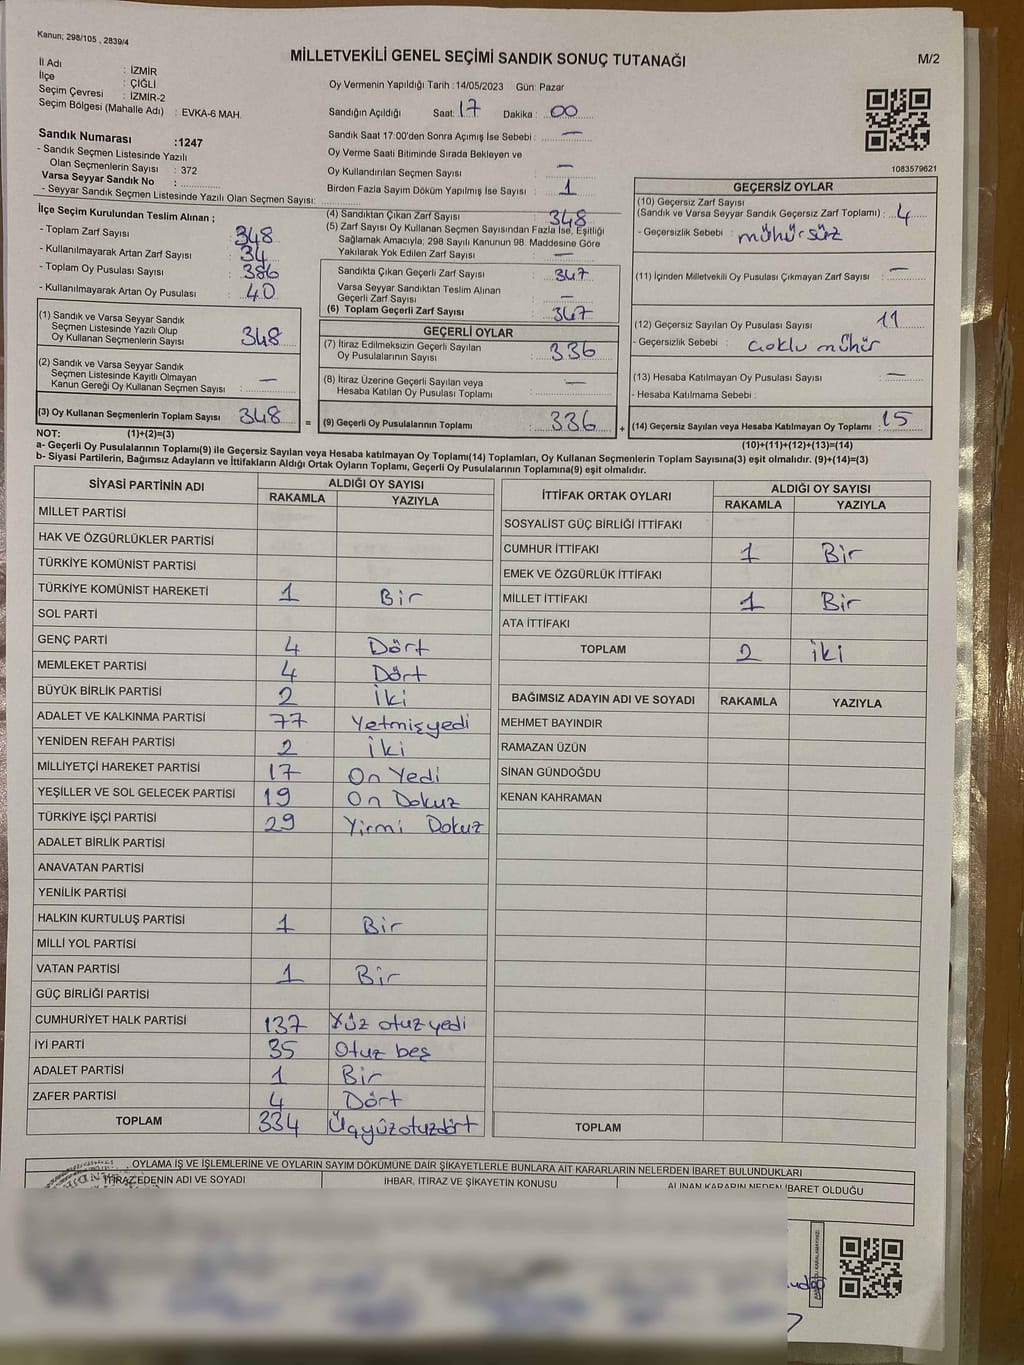 Kanun; 298/105 , 2839/4
MİLLETVEKİLİ GENEL SEÇİMİ SANDIK SONUÇ TUTANAĞI
M/2
İl Adı : İZMİR
İlçe : ÇİĞLİ
Seçim Çevresi : İZMİR-2
Seçim Bölgesi (Mahalle Adı) : EVKA-6 MAH.
Sandık Numarası :1247
- Sandık Seçmen Listesinde Yazılı
Olan Seçmenlerin Sayısı : 372
Varsa Seyyar Sandık No :
- Seyyar Sandık Seçmen Listesinde Yazılı Olan Seçmen Sayısı:
Oy Vermenin Yapıldığı Tarih :14/05/2023 Gün: Pazar
Sandığın Açıldığı Saat: 17 Dakika : 00
Sandık Saat 17:00'den Sonra Açımış İse Sebebi : —
Oy Verme Saati Bitiminde Sırada Bekleyen ve
Oy Kullandırılan Seçmen Sayısı : —
Birden Fazla Sayım Döküm Yapılmış İse Sayısı : 1
1083579621
İlçe Seçim Kurulundan Teslim Alınan ;
- Toplam Zarf Sayısı : 348
- Kullanılmayarak Artan Zarf Sayısı : 34
- Toplam Oy Pusulası Sayısı : 386
- Kullanılmayarak Artan Oy Pusulası : 40
(1) Sandık ve Varsa Seyyar Sandık
Seçmen Listesinde Yazılı Olup
Oy Kullanan Seçmenlerin Sayısı : 348
(2) Sandık ve Varsa Seyyar Sandık
Seçmen Listesinde Kayıtlı Olmayan
Kanun Gereği Oy Kullanan Seçmen Sayısı : —
(3) Oy Kullanan Seçmenlerin Toplam Sayısı 348
(4) Sandıktan Çıkan Zarf Sayısı : 348
(5) Zarf Sayısı Oy Kullanan Seçmen Sayısından Fazla İse, Eşitliği
Sağlamak Amacıyla; 298 Sayılı Kanunun 98. Maddesine Göre
Yakılarak Yok Edilen Zarf Sayısı : —
Sandıkta Çıkan Geçerli Zarf Sayısı : 347
Varsa Seyyar Sandıktan Teslim Alınan
Geçerli Zarf Sayısı : —
(6) Toplam Geçerli Zarf Sayısı : 347
GEÇERLİ OYLAR
(7) İtiraz Edilmeksizin Geçerli Sayılan
Oy Pusulalarının Sayısı : 336
(8) İtiraz Üzerine Geçerli Sayılan veya
Hesaba Katılan Oy Pusulası Toplamı : —
= (9) Geçerli Oy Pusulalarının Toplamı : 336
GEÇERSİZ OYLAR
(10) Geçersiz Zarf Sayısı
(Sandık ve Varsa Seyyar Sandık Geçersiz Zarf Toplamı) : 4
- Geçersizlik Sebebi : mühürsüz
(11) İçinden Milletvekili Oy Pusulası Çıkmayan Zarf Sayısı : —
(12) Geçersiz Sayılan Oy Pusulası Sayısı : 11
- Geçersizlik Sebebi : çoklu mühür
(13) Hesaba Katılmayan Oy Pusulası Sayısı : —
- Hesaba Katılmama Sebebi :
+ (14) Geçersiz Sayılan veya Hesaba Katılmayan Oy Toplamı : 15
NOT: (1)+(2)=(3)
(10)+(11)+(12)+(13)=(14)
a- Geçerli Oy Pusulalarının Toplamı(9) ile Geçersiz Sayılan veya Hesaba katılmayan Oy Toplamı(14) Toplamları, Oy Kullanan Seçmenlerin Toplam Sayısına(3) eşit olmalıdır. (9)+(14)=(3)
b- Siyasi Partilerin, Bağımsız Adayların ve İttifakların Aldığı Ortak Oyların Toplamı, Geçerli Oy Pusulalarının Toplamına(9) eşit olmalıdır.
SİYASİ PARTİNİN ADI
ALDIĞI OY SAYISI
RAKAMLA YAZIYLA
MİLLET PARTİSİ
HAK VE ÖZGÜRLÜKLER PARTİSİ
TÜRKİYE KOMÜNİST PARTİSİ
TÜRKİYE KOMÜNİST HAREKETİ 1 Bir
SOL PARTİ
GENÇ PARTİ 4 Dört
MEMLEKET PARTİSİ 4 Dört
BÜYÜK BİRLİK PARTİSİ 2 İki
ADALET VE KALKINMA PARTİSİ 77 Yetmişyedi
YENİDEN REFAH PARTİSİ 2 İki
MİLLİYETÇİ HAREKET PARTİSİ 17 On Yedi
YEŞİLLER VE SOL GELECEK PARTİSİ 19 On Dokuz
TÜRKİYE İŞÇİ PARTİSİ 29 Yirmi Dokuz
ADALET BİRLİK PARTİSİ
ANAVATAN PARTİSİ
YENİLİK PARTİSİ
HALKIN KURTULUŞ PARTİSİ 1 Bir
MİLLİ YOL PARTİSİ
VATAN PARTİSİ 1 Bir
GÜÇ BİRLİĞİ PARTİSİ
CUMHURİYET HALK PARTİSİ 137 Yüz otuz yedi
İYİ PARTİ 35 Otuz beş
ADALET PARTİSİ 1 Bir
ZAFER PARTİSİ 4 Dört
TOPLAM 334 Üçyüzotuzdört
İTTİFAK ORTAK OYLARI
ALDIĞI OY SAYISI
RAKAMLA YAZIYLA
SOSYALİST GÜÇ BİRLİĞİ İTTİFAKI
CUMHUR İTTİFAKI 1 Bir
EMEK VE ÖZGÜRLÜK İTTİFAKI
MİLLET İTTİFAKI 1 Bir
ATA İTTİFAKI
TOPLAM 2 İki
BAĞIMSIZ ADAYIN ADI VE SOYADI RAKAMLA YAZIYLA
MEHMET BAYINDIR
RAMAZAN ÜZÜN
SİNAN GÜNDOĞDU
KENAN KAHRAMAN
TOPLAM
OYLAMA İŞ VE İŞLEMLERİNE VE OYLARIN SAYIM DÖKÜMÜNE DAİR ŞİKAYETLERLE BUNLARA AİT KARARLARIN NELERDEN İBARET BULUNDUKLARI
İTİRAZ EDENİN ADI VE SOYADI
İHBAR, İTİRAZ VE ŞİKAYETİN KONUSU
ALINAN KARARIN NEDEN İBARET OLDUĞU